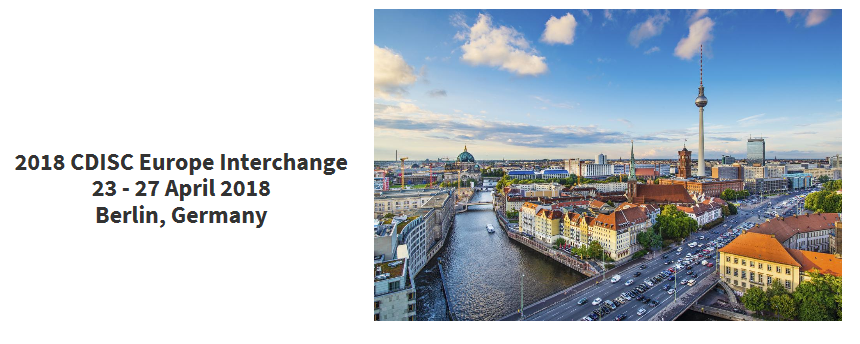 2018 CDISC Europe Interchange
23 - 27 April 2018
Berlin, Germany